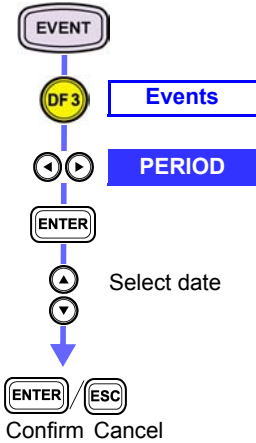 EVENT
DF 3 Events
PERIOD
ENTER
Select date
ENTER / ESC
Confirm Cancel